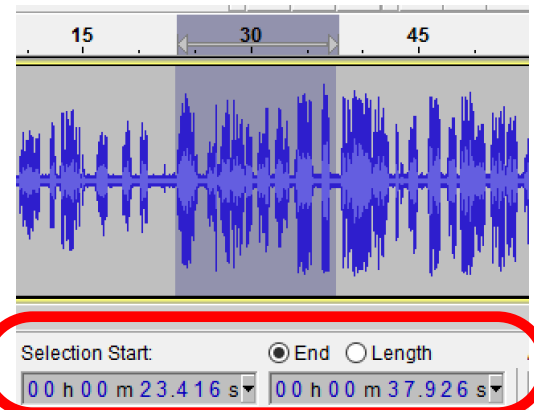 15 30 45
Selection Start: End Length
00 h 00 m 23.416 s 00 h 00 m 37.926 s